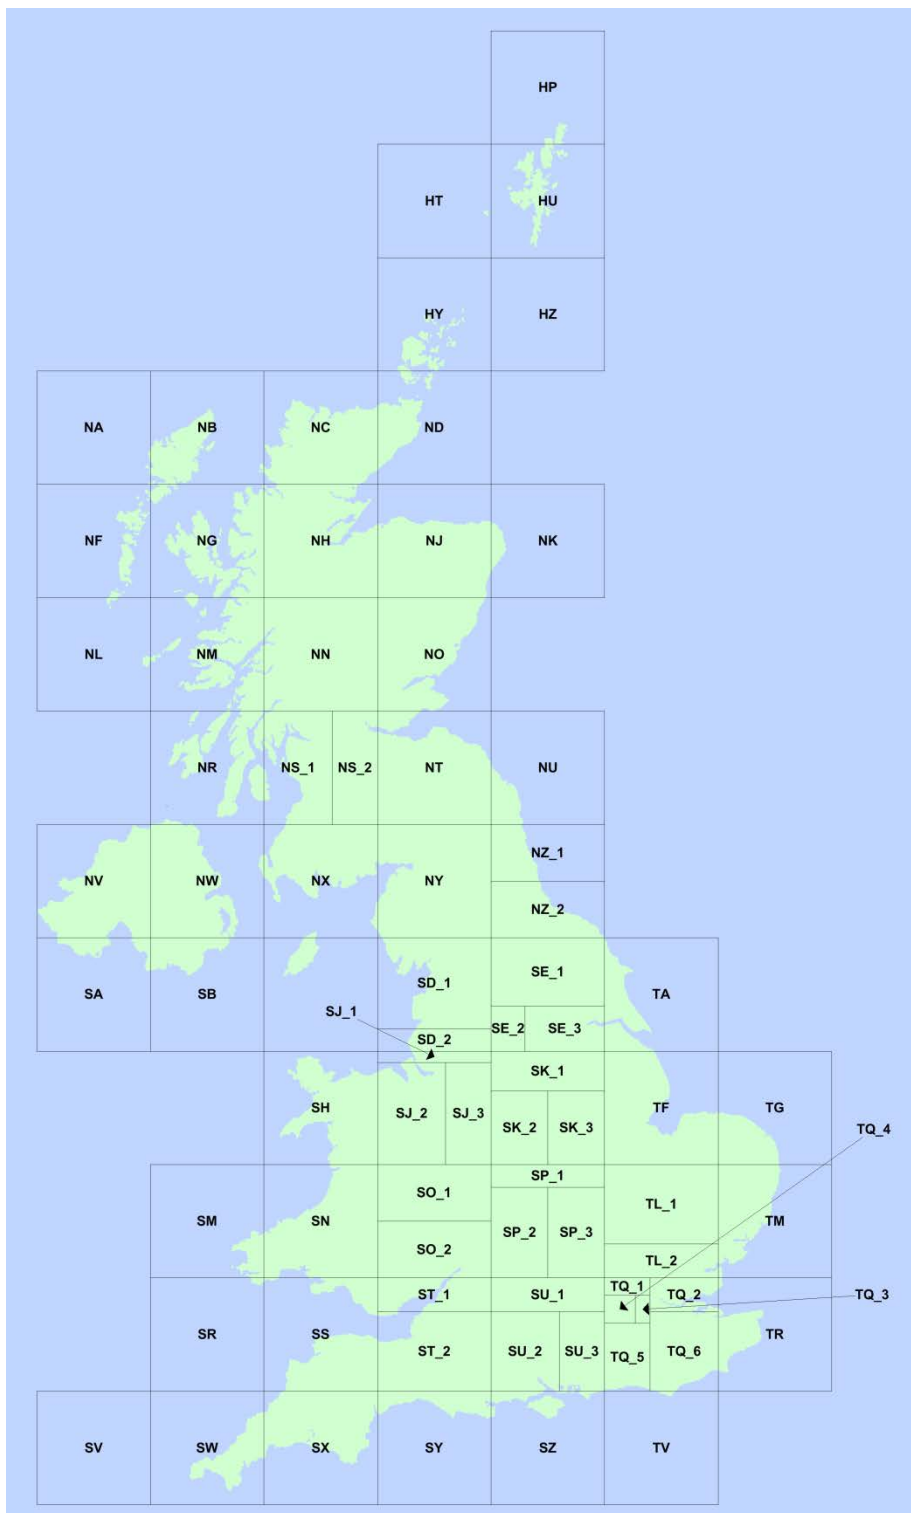 HP
HT HU
HY HZ
NA NB NC ND
NF NG NH NJ NK
NL NM NN NO
NR NS_1 NS_2 NT NU
NZ_1
NV NW NX NY
NZ_2
SE_1
SA SB SD_1 TA
SJ_1
SE_2 SE_3
SD_2
SK_1
SH SJ_2 SJ_3 TF TG
SK_2 SK_3 TQ_4
SP_1
SO_1
TL_1
SM SN SP_2 SP_3 TM
SO_2 TL_2
TQ_1
ST_1 SU_1 TQ_2 TQ_3
SR SS TR
ST_2 SU_2 SU_3 TQ_5 TQ_6
SV SW SX SY SZ TV